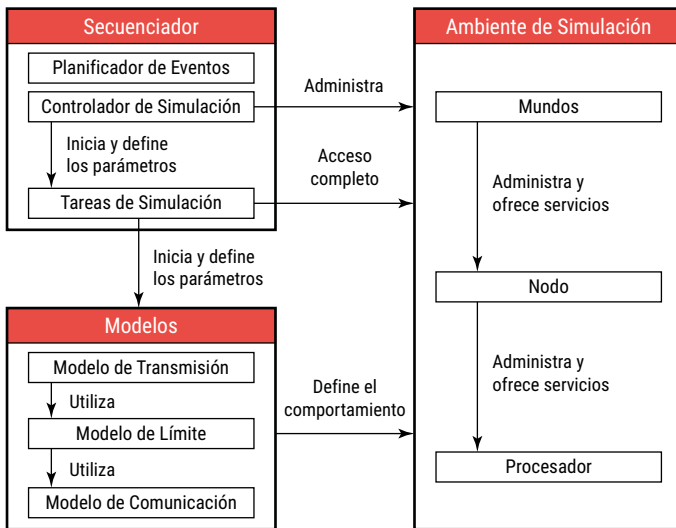 Secuenciador
Planificador de Eventos
Controlador de Simulación
Inicia y define
los parámetros
Tareas de Simulación
Inicia y define
los parámetros
Modelos
Modelo de Transmisión
Utiliza
Modelo de Límite
Utiliza
Modelo de Comunicación
Administra
Acceso
completo
Define el
comportamiento
Ambiente de Simulación
Mundos
Administra y
ofrece servicios
Nodo
Administra y
ofrece servicios
Procesador